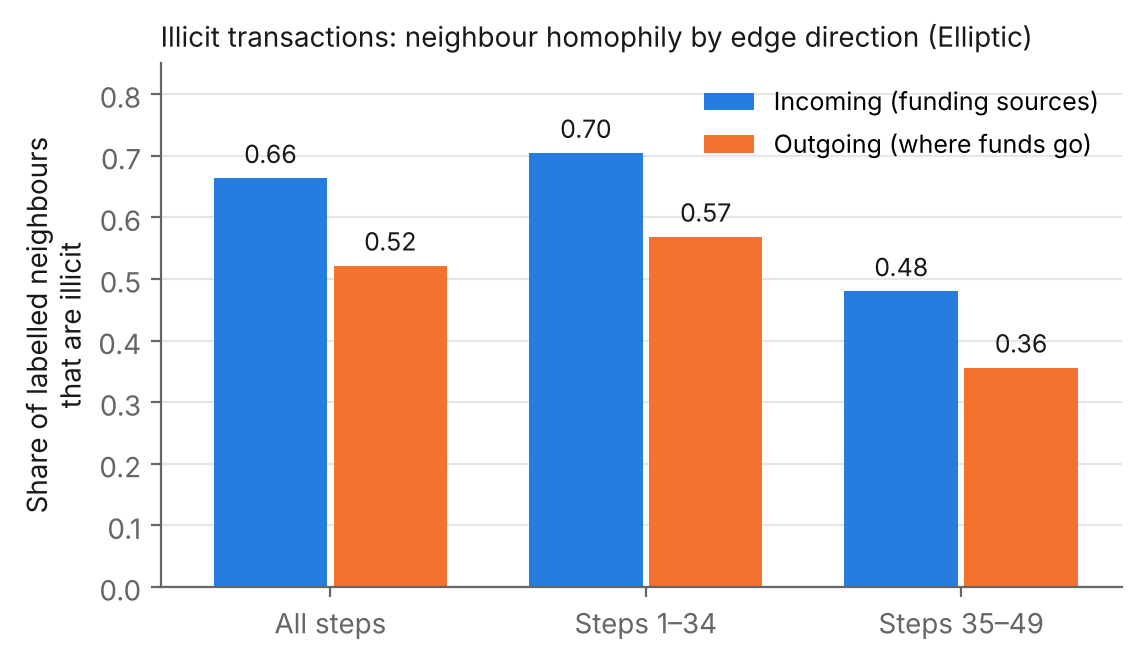 Illicit transactions: neighbour homophily by edge direction (Elliptic)
Incoming (funding sources)
Outgoing (where funds go)
Share of labelled neighbours
that are illicit
0.8
0.7
0.6
0.5
0.4
0.3
0.2
0.1
0.0
0.66
0.52
0.70
0.57
0.48
0.36
All steps
Steps 1–34
Steps 35–49